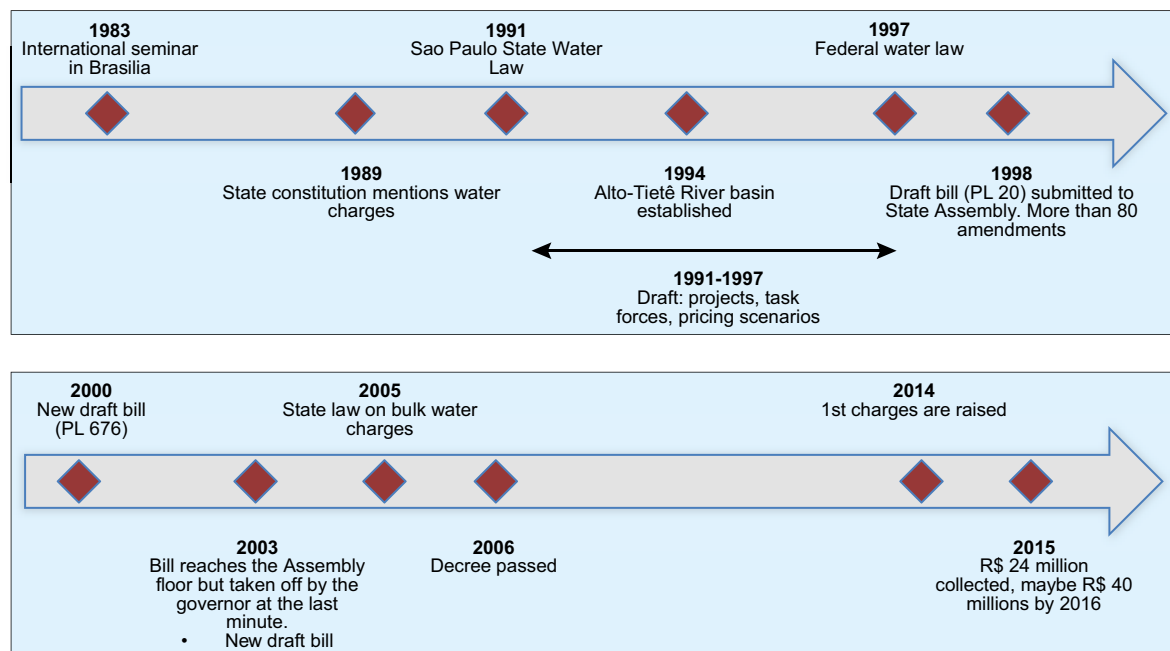 1983
International seminar
in Brasilia
1991
Sao Paulo State Water
Law
1997
Federal water law
1989
State constitution mentions water
charges
1994
Alto-Tietê River basin
established
1998
Draft bill (PL 20) submitted to
State Assembly. More than 80
amendments
1991-1997
Draft: projects, task
forces, pricing scenarios
2000
New draft bill
(PL 676)
2005
State law on bulk water
charges
2014
1st charges are raised
2003
Bill reaches the Assembly
floor but taken off by the
governor at the last
minute.
• New draft bill
2006
Decree passed
2015
R$ 24 million
collected, maybe R$ 40
millions by 2016